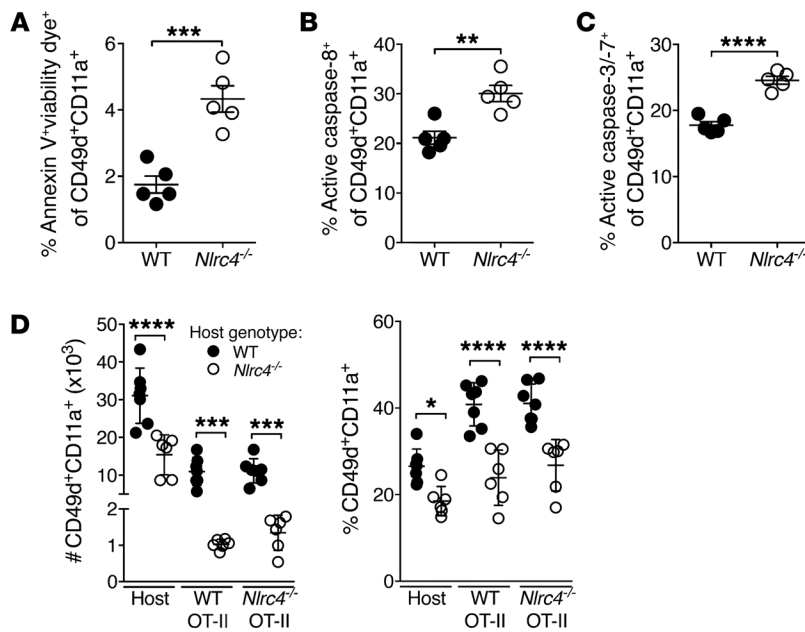 A
% Annexin V⁺viability dye⁺
of CD49d⁺CD11a⁺
6
4
2
0
***
WT
Nlrc4⁻/⁻
B
% Active caspase-8⁺
of CD49d⁺CD11a⁺
40
30
20
10
0
**
WT
Nlrc4⁻/⁻
C
% Active caspase-3/-7⁺
of CD49d⁺CD11a⁺
30
20
10
0
****
WT
Nlrc4⁻/⁻
D
# CD49d⁺CD11a⁺ (x10³)
50
40
30
20
10
2
1
0
****
***
***
Host genotype:
WT
Nlrc4⁻/⁻
Host
WT
OT-II
Nlrc4⁻/⁻
OT-II
% CD49d⁺CD11a⁺
60
40
20
0
*
****
****
Host
WT
OT-II
Nlrc4⁻/⁻
OT-II